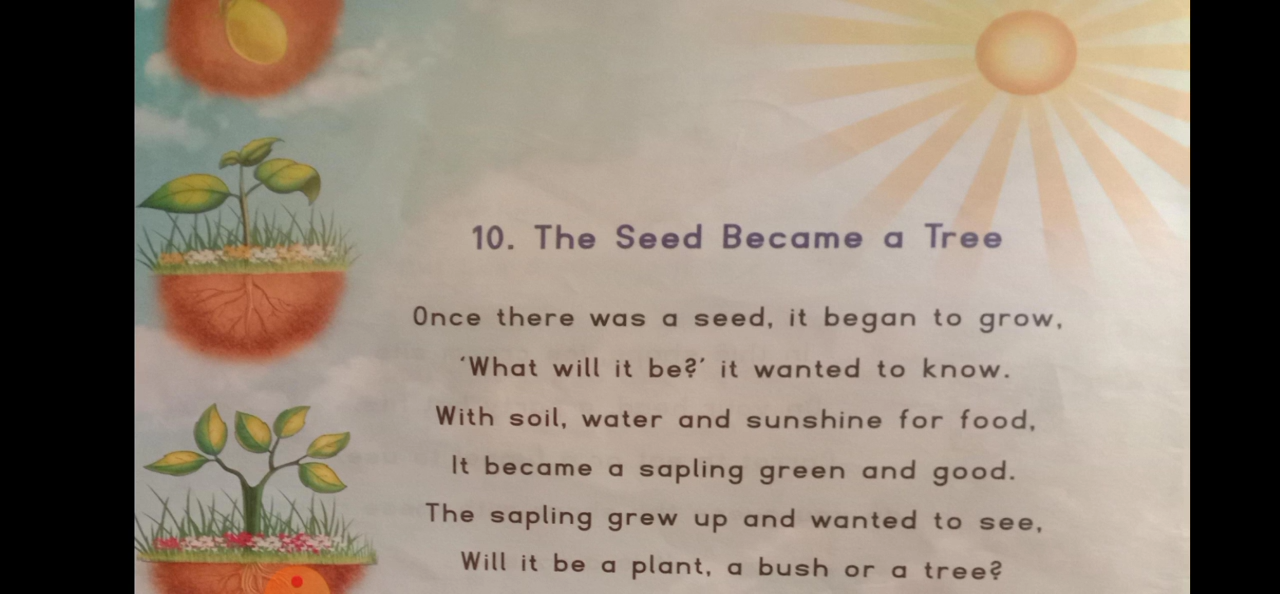 10. The Seed Became a Tree
Once there was a seed, it began to grow,
‘What will it be?’ it wanted to know.
With soil, water and sunshine for food,
It became a sapling green and good.
The sapling grew up and wanted to see,
Will it be a plant, a bush or a tree?